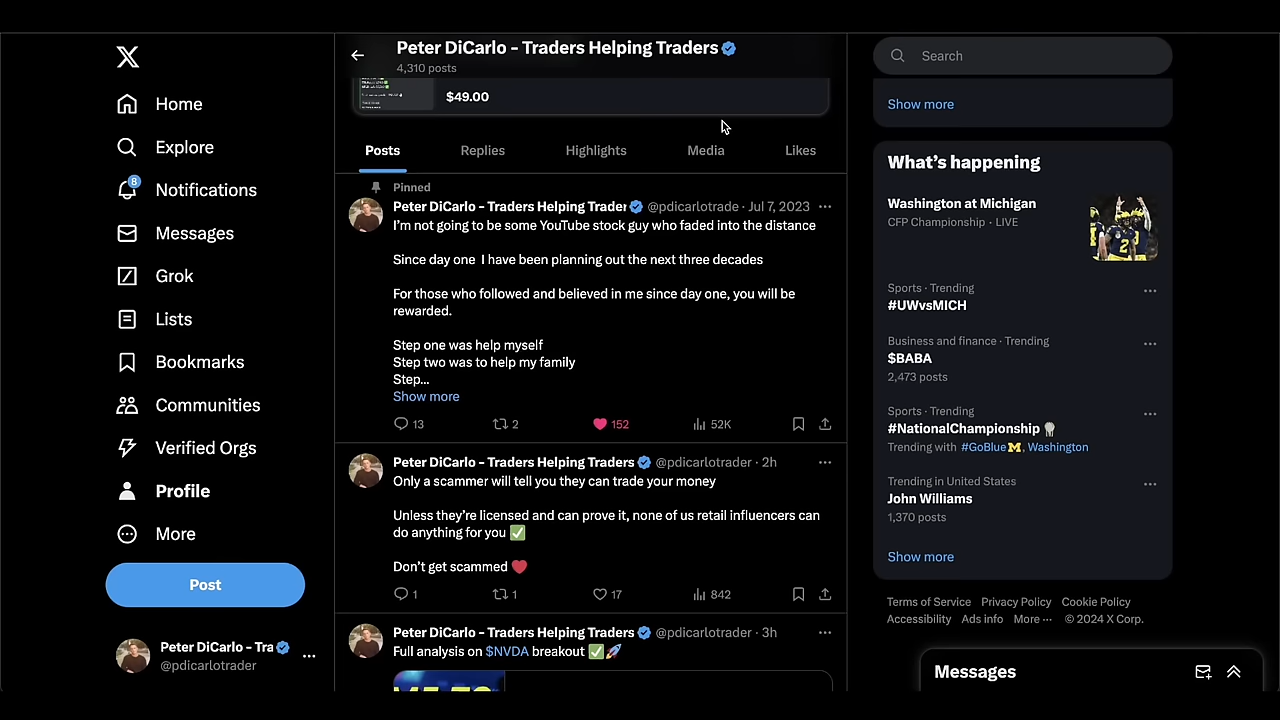 Home
Explore
8
Notifications
Messages
Grok
Lists
Bookmarks
Communities
Verified Orgs
Profile
More
Post
Peter DiCarlo - Tra
@pdicarlotrader
Peter DiCarlo - Traders Helping Traders
4,310 posts
$49.00
Posts
Replies
Highlights
Media
Likes
Pinned
Peter DiCarlo - Traders Helping Trader @pdicarlotrade · Jul 7, 2023
I'm not going to be some YouTube stock guy who faded into the distance
Since day one I have been planning out the next three decades
For those who followed and believed in me since day one, you will be
rewarded.
Step one was help myself
Step two was to help my family
Step...
Show more
13
2
152
52K
Peter DiCarlo - Traders Helping Traders @pdicarlotrader · 2h
Only a scammer will tell you they can trade your money
Unless they're licensed and can prove it, none of us retail influencers can
do anything for you ✅
Don't get scammed ❤️
1
1
17
842
Peter DiCarlo - Traders Helping Traders @pdicarlotrader · 3h
Full analysis on $NVDA breakout ✅🚀
Search
Show more
What's happening
Washington at Michigan
CFP Championship · LIVE
Sports · Trending
#UWvsMICH
Business and finance · Trending
$BABA
2,473 posts
Sports · Trending
#NationalChampionship
Trending with #GoBlue, Washington
Trending in United States
John Williams
1,370 posts
Show more
Terms of Service Privacy Policy Cookie Policy
Accessibility Ads info More ··· © 2024 X Corp.
Messages